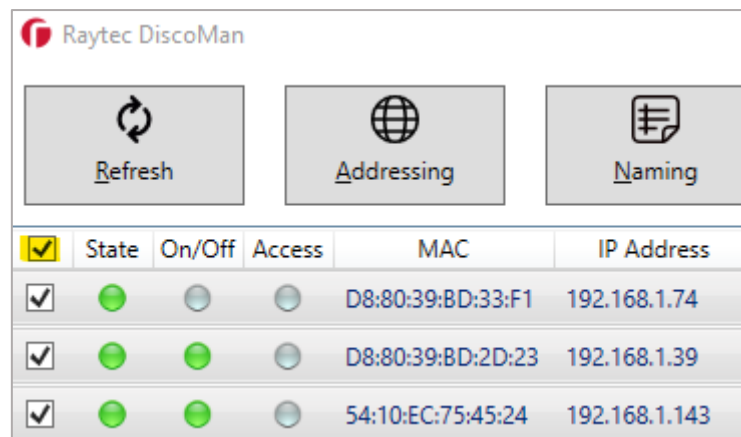 Raytec DiscoMan
Refresh Addressing Naming
State On/Off Access MAC IP Address
D8:80:39:BD:33:F1 192.168.1.74
D8:80:39:BD:2D:23 192.168.1.39
54:10:EC:75:45:24 192.168.1.143